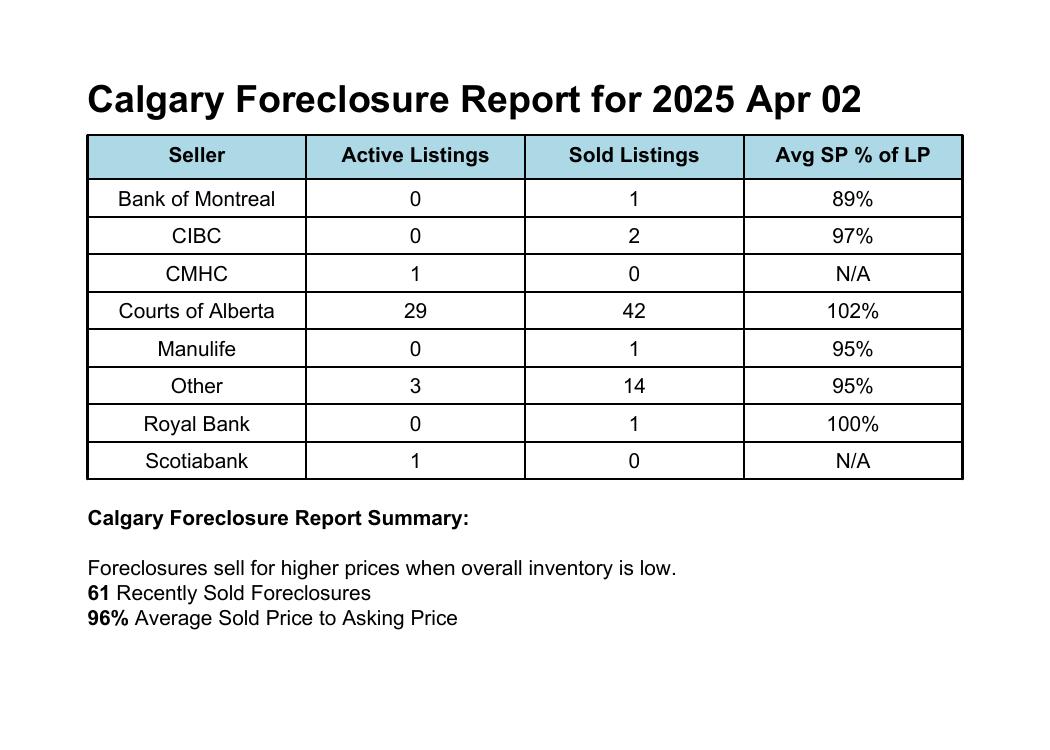 Calgary Foreclosure Report for 2025 Apr 02
Seller Active Listings Sold Listings Avg SP % of LP
Bank of Montreal 0 1 89%
CIBC 0 2 97%
CMHC 1 0 N/A
Courts of Alberta 29 42 102%
Manulife 0 1 95%
Other 3 14 95%
Royal Bank 0 1 100%
Scotiabank 1 0 N/A
Calgary Foreclosure Report Summary:
Foreclosures sell for higher prices when overall inventory is low.
61 Recently Sold Foreclosures
96% Average Sold Price to Asking Price